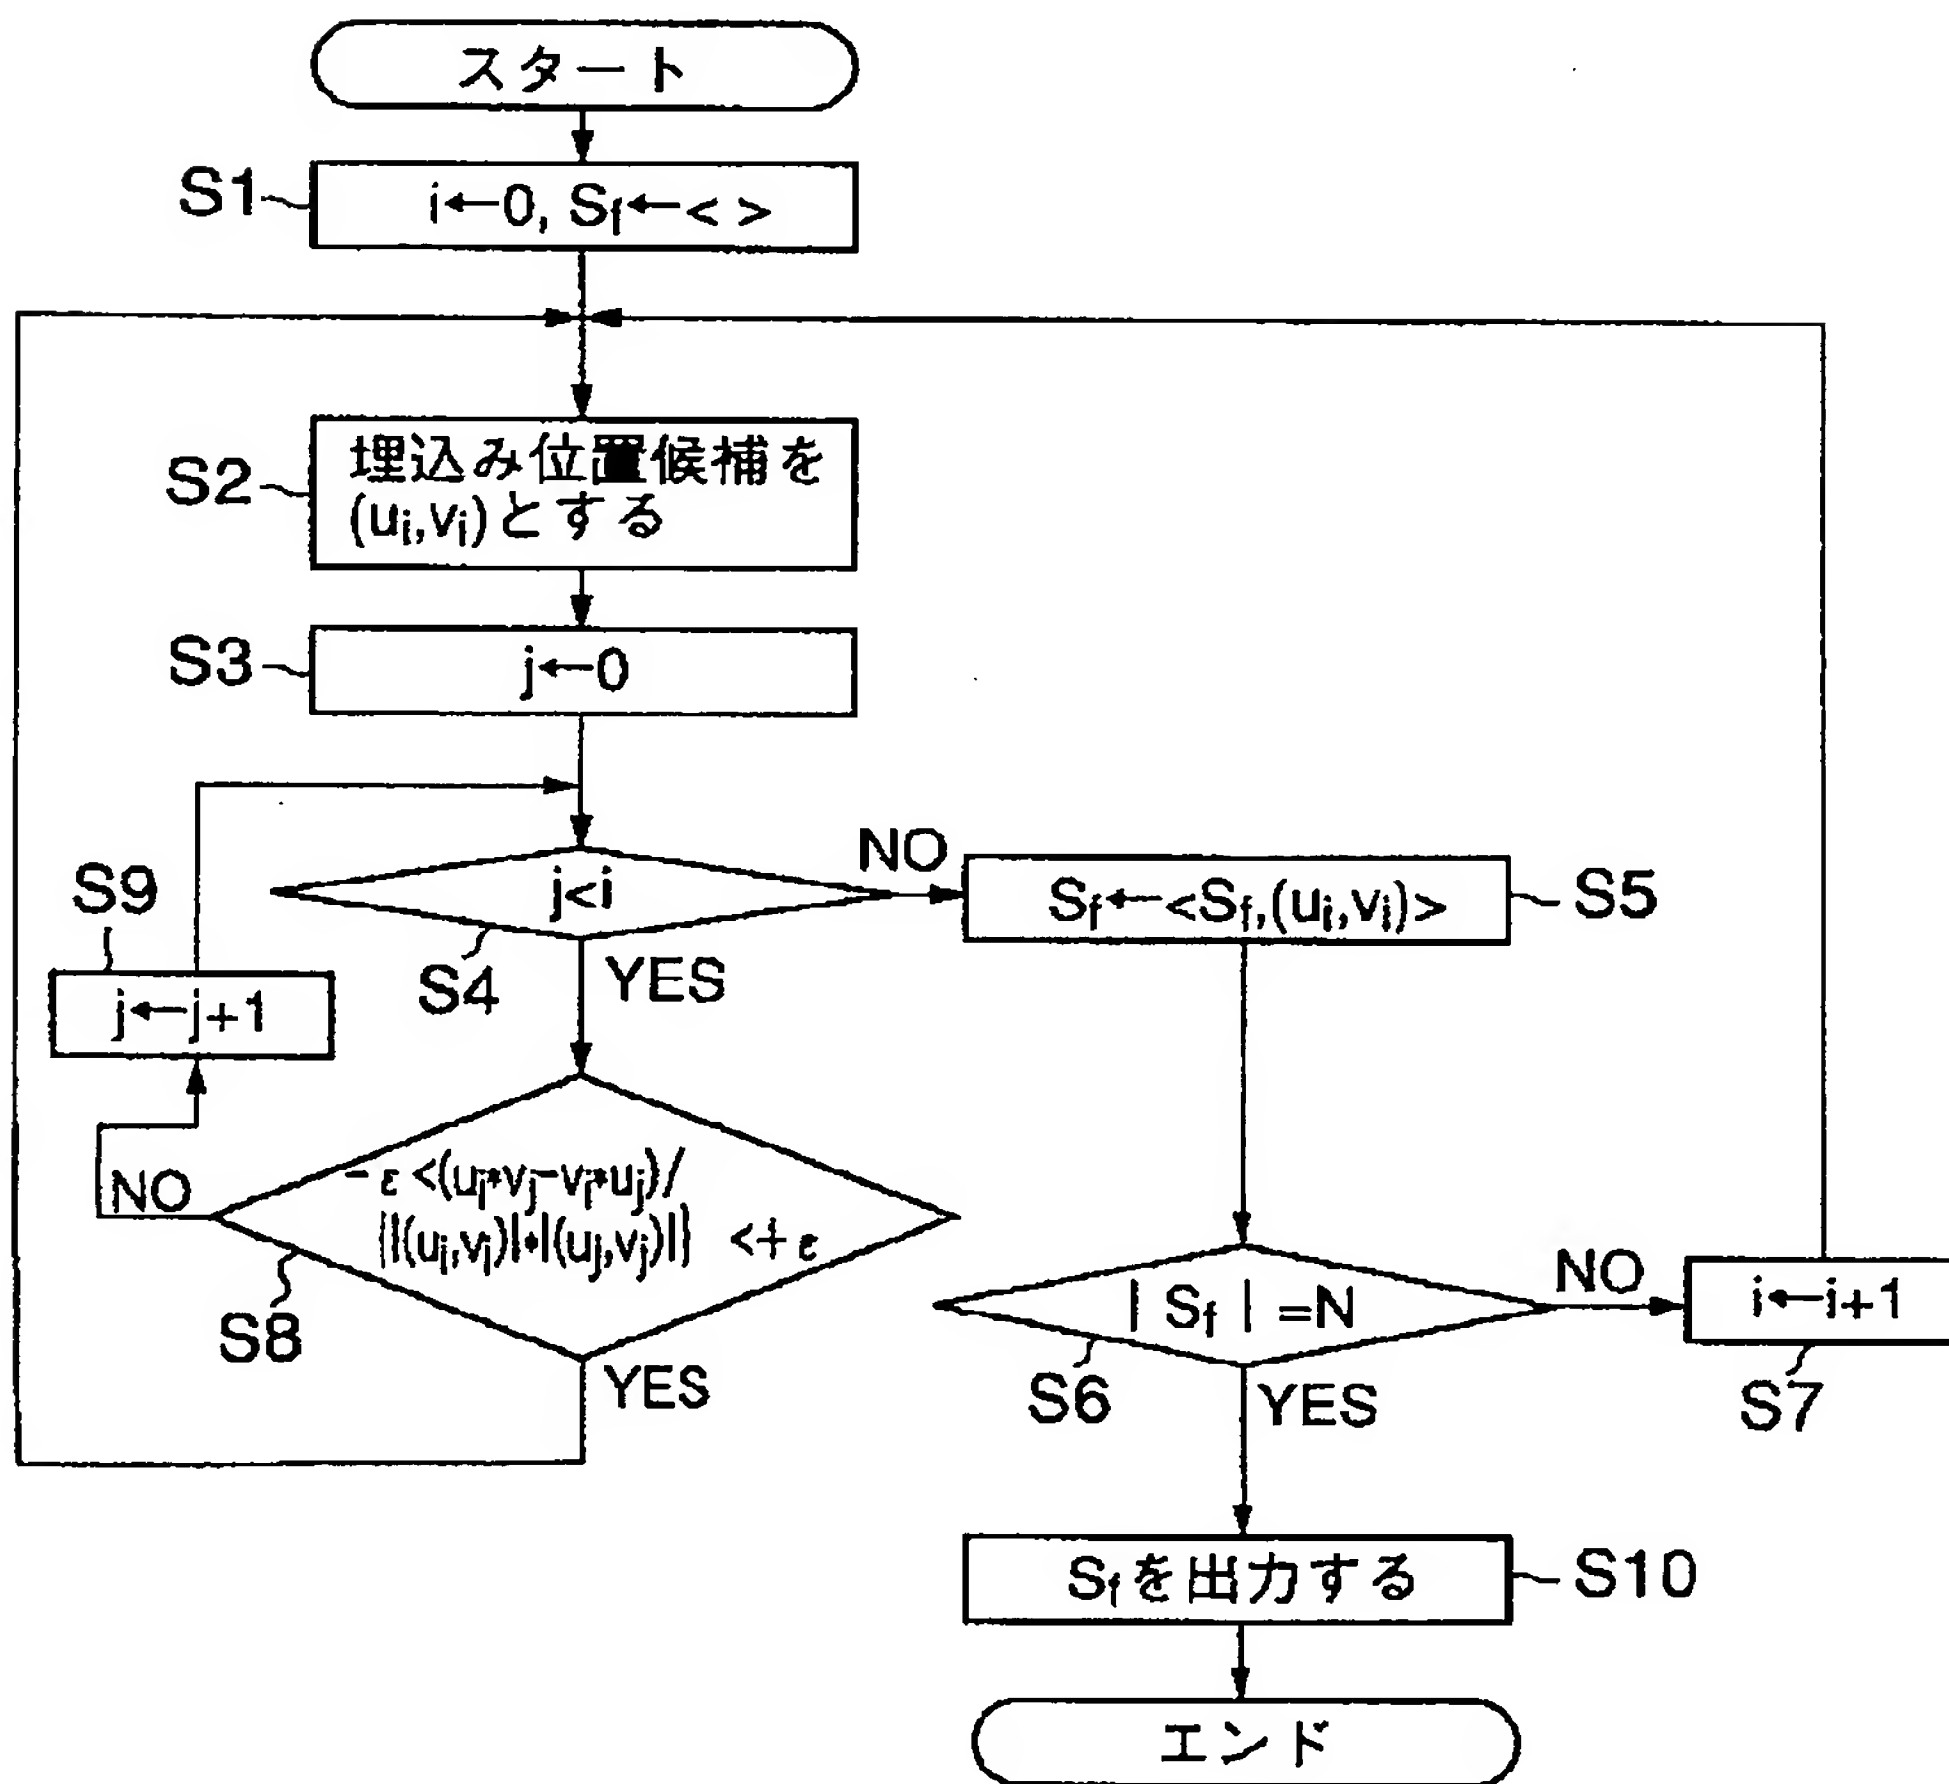 スタート
S1
i←0, Sf←< >
S2
埋込み位置候補を
(ui,vi)とする
S3
j←0
S9
j←j+1
j<i
S4
NO
YES
Sf←<Sf,(ui,vi)>
S5
-ε<(ui*vj-vi*uj)/
{|(ui,vi)|*|(uj,vj)|} <+ε
NO
S8
YES
|Sf|=N
S6
NO
YES
i←i+1
S7
Sfを出力する
S10
エンド